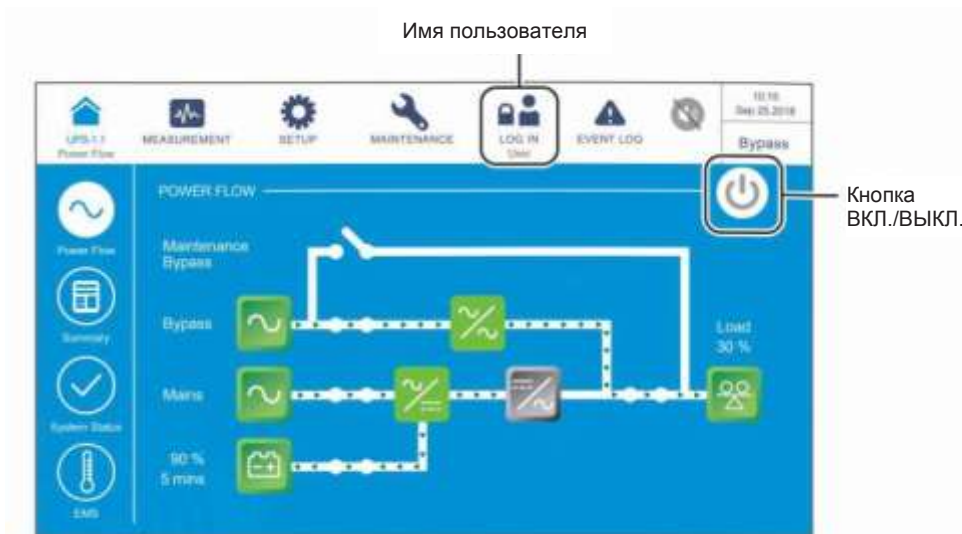 Имя пользователя
UPS-1.1
Power Flow
MEASUREMENT
SETUP
MAINTENANCE
LOG IN
User
EVENT LOG
10:10
Sep 25,2018
Bypass
POWER FLOW
Кнопка
ВКЛ./ВЫКЛ.
Power Flow
Maintenance
Bypass
Summary
Bypass
Load
30 %
System Status
Mains
90 %
5 mins
EMS